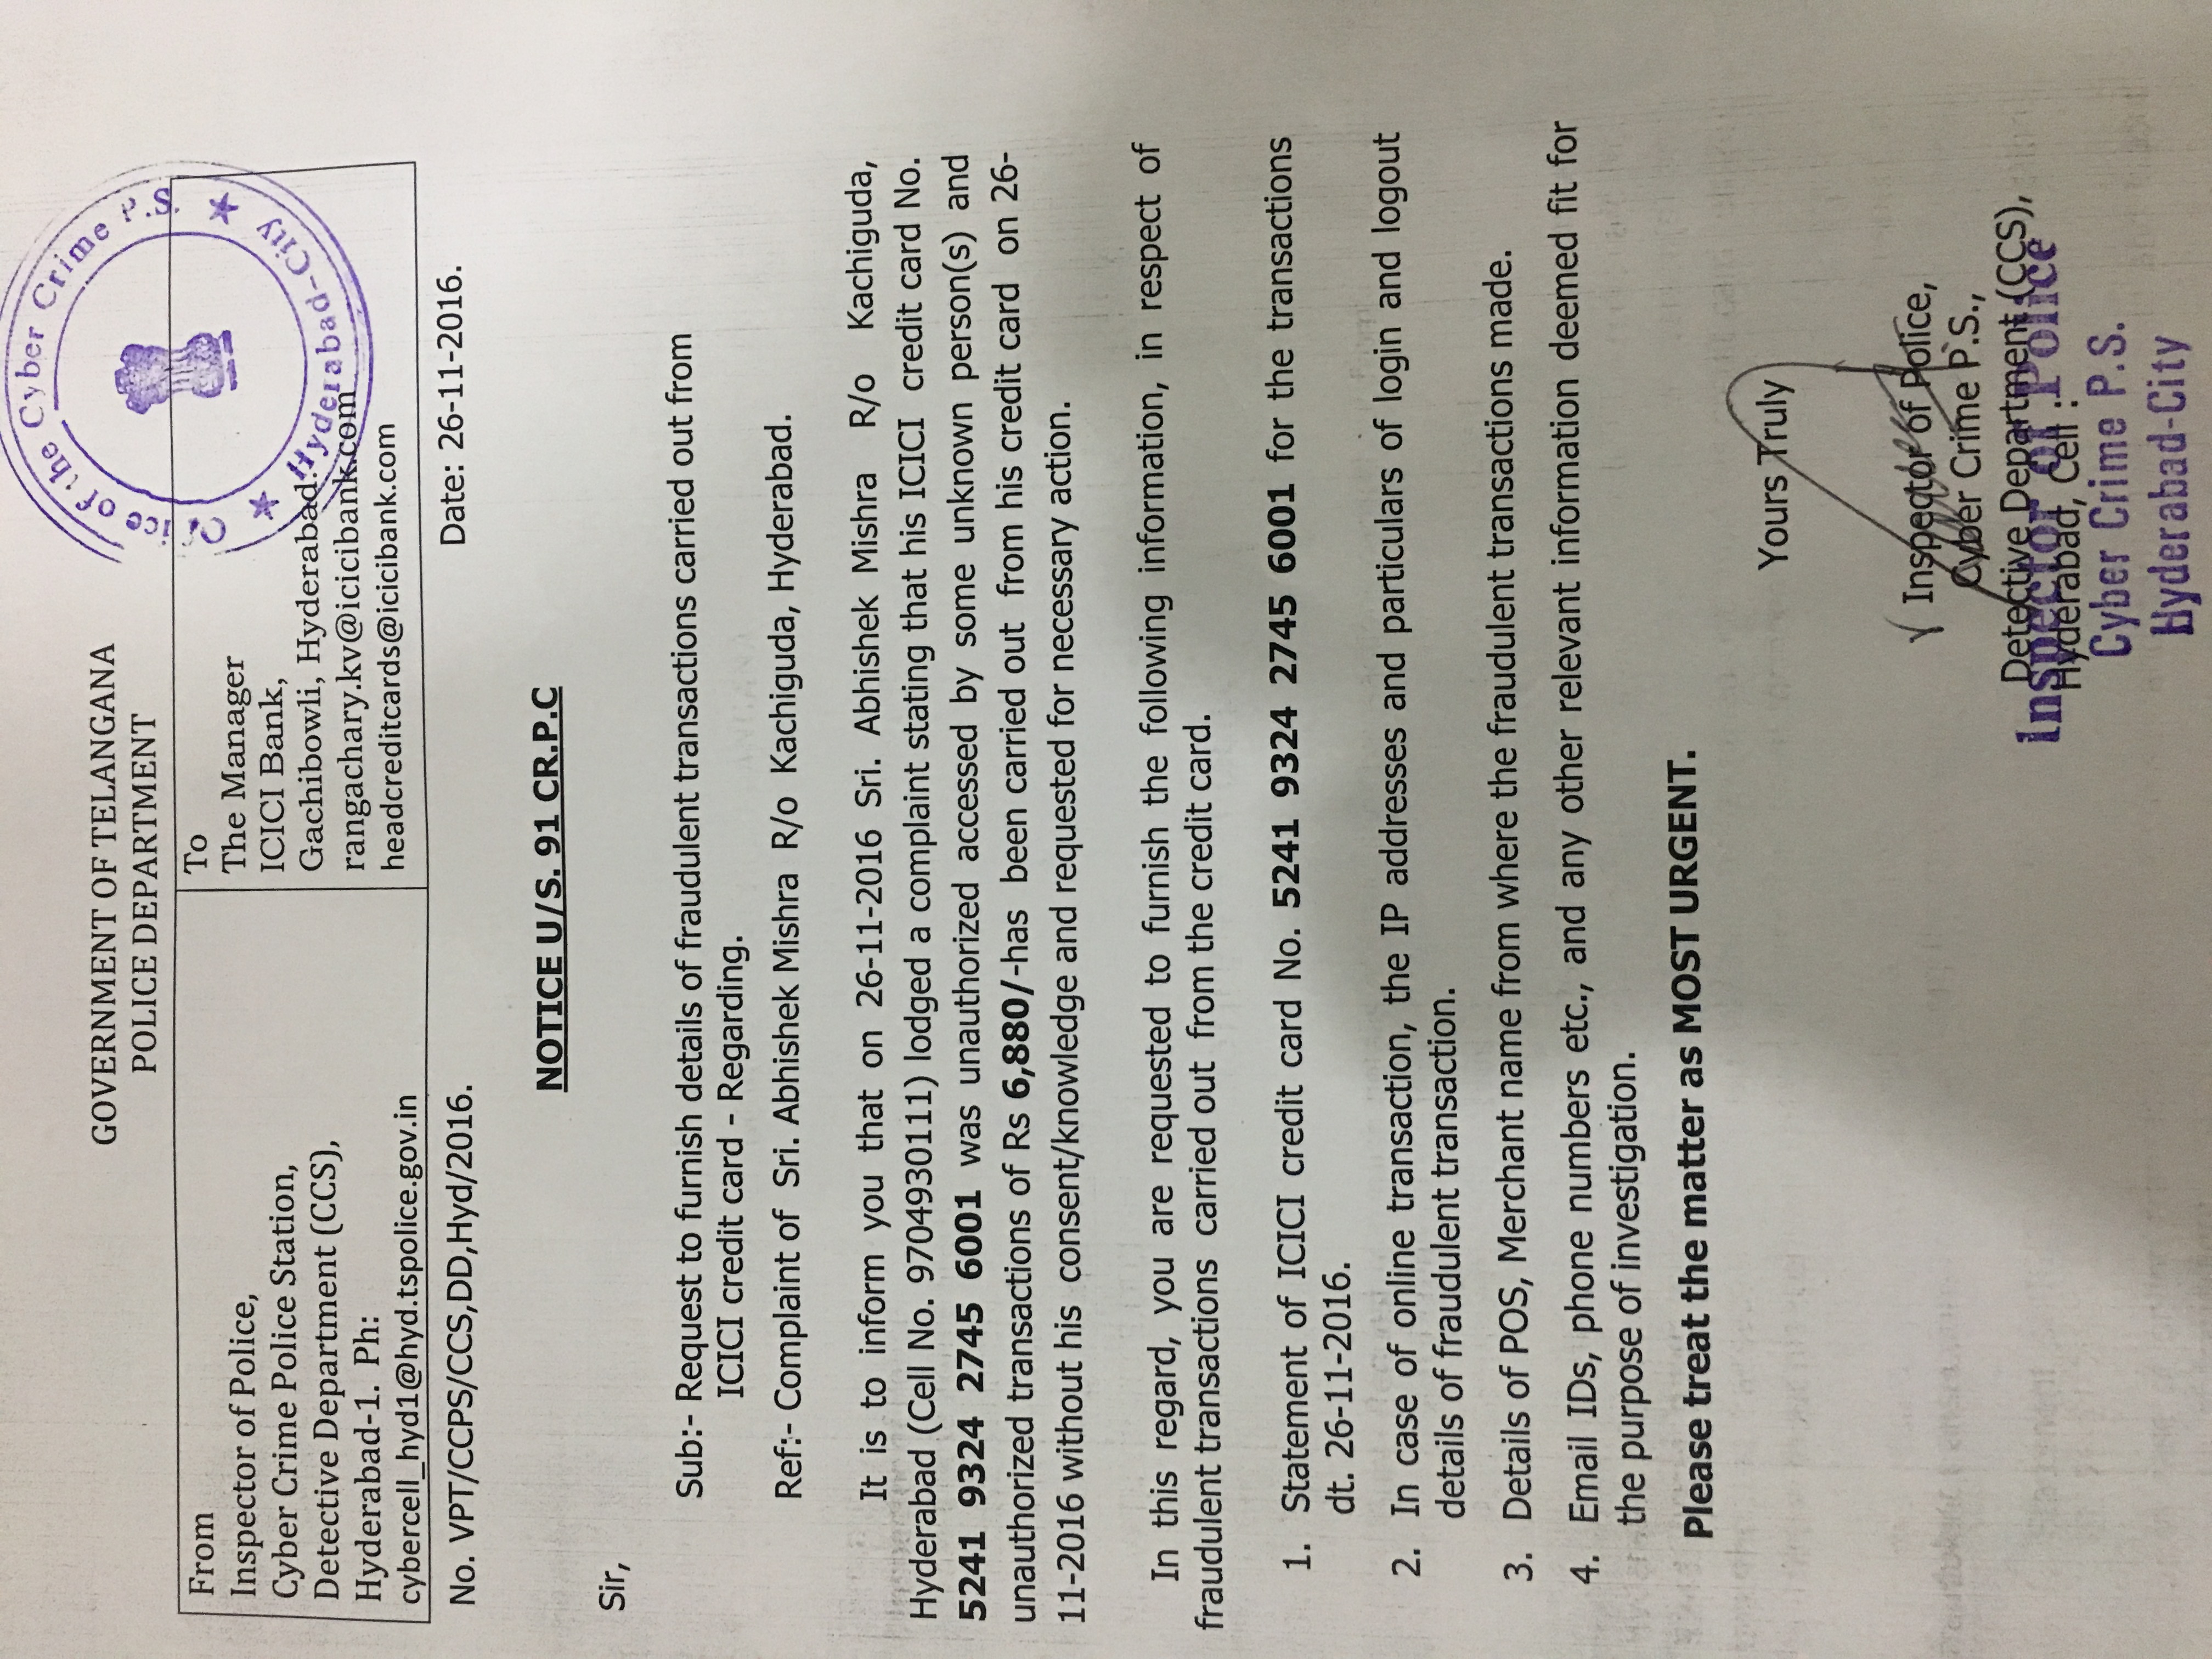 Office of the Cyber Crime P.S.
★ Hyderabad-City ★
GOVERNMENT OF TELANGANA
POLICE DEPARTMENT
From
Inspector of Police,
Cyber Crime Police Station,
Detective Department (CCS),
Hyderabad-1. Ph:
cybercell_hyd1@hyd.tspolice.gov.in
To
The Manager
ICICI Bank,
Gachibowli, Hyderabad.
rangachary.kv@icicibank.com
headcreditcards@icicibank.com
No. VPT/CCPS/CCS,DD,Hyd/2016.
Date: 26-11-2016.
NOTICE U/S. 91 CR.P.C
Sir,
Sub:- Request to furnish details of fraudulent transactions carried out from
ICICI credit card - Regarding.
Ref:- Complaint of Sri. Abhishek Mishra R/o Kachiguda, Hyderabad.
It is to inform you that on 26-11-2016 Sri. Abhishek Mishra R/o Kachiguda,
Hyderabad (Cell No. 9704930111) lodged a complaint stating that his ICICI credit card No.
5241 9324 2745 6001 was unauthorized accessed by some unknown person(s) and
unauthorized transactions of Rs 6,880/-has been carried out from his credit card on 26-
11-2016 without his consent/knowledge and requested for necessary action.
In this regard, you are requested to furnish the following information, in respect of
fraudulent transactions carried out from the credit card.
1. Statement of ICICI credit card No. 5241 9324 2745 6001 for the transactions
dt. 26-11-2016.
2. In case of online transaction, the IP addresses and particulars of login and logout
details of fraudulent transaction.
3. Details of POS, Merchant name from where the fraudulent transactions made.
4. Email IDs, phone numbers etc., and any other relevant information deemed fit for
the purpose of investigation.
Please treat the matter as MOST URGENT.
Yours Truly
Inspector of Police,
Cyber Crime P.S.,
Detective Department (CCS),
Hyderabad, Cell :
Inspector of Police
Cyber Crime P.S.
Hyderabad-City